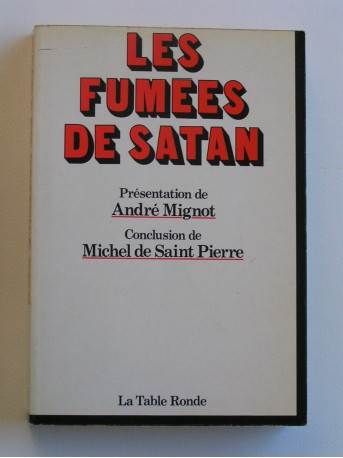 LES
FUMEES
DE SATAN
Présentation de
André Mignot
Conclusion de
Michel de Saint Pierre
La Table Ronde